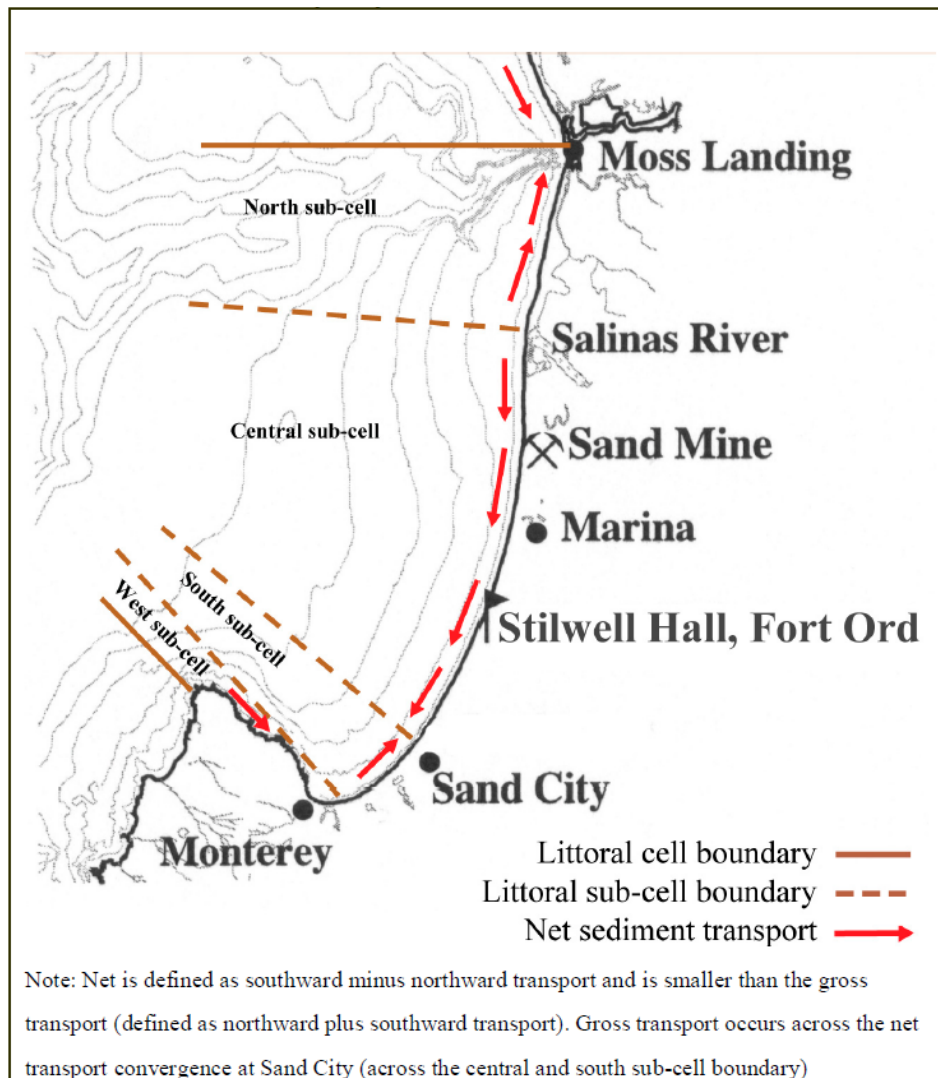 Moss Landing
North sub-cell
Salinas River
Central sub-cell
Sand Mine
Marina
South sub-cell
West sub-cell
Stilwell Hall, Fort Ord
Sand City
Monterey
Littoral cell boundary
Littoral sub-cell boundary
Net sediment transport
Note: Net is defined as southward minus northward transport and is smaller than the gross
transport (defined as northward plus southward transport). Gross transport occurs across the net
transport convergence at Sand City (across the central and south sub-cell boundary)